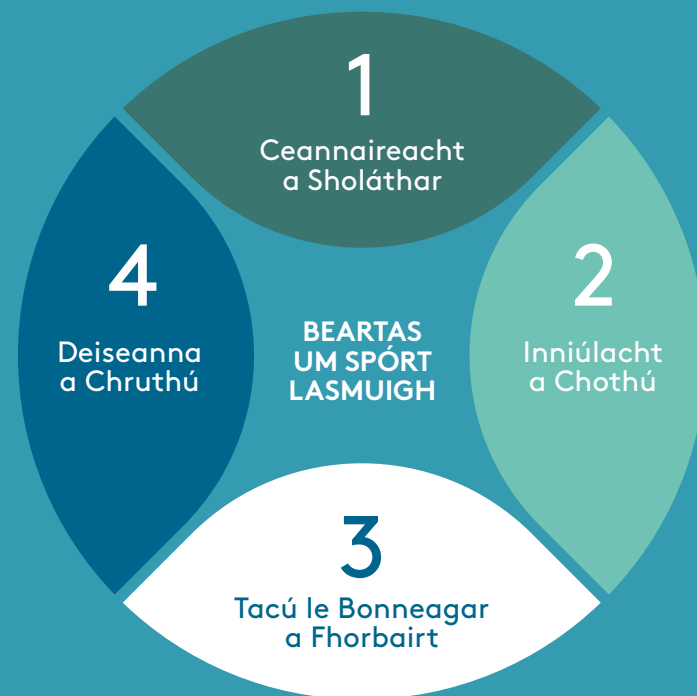 1
Ceannaireacht
a Sholáthar
2
Inniúlacht
a Chothú
3
Tacú le Bonneagar
a Fhorbairt
4
Deiseanna
a Chruthú
BEARTAS
UM SPÓRT
LASMUIGH